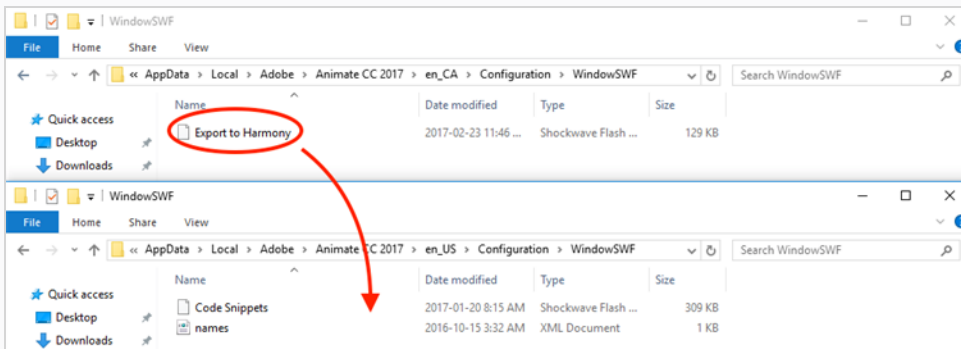 WindowSWF
File Home Share View
« AppData > Local > Adobe > Animate CC 2017 > en_CA > Configuration > WindowSWF Search WindowSWF
Name Date modified Type Size
Quick access
Export to Harmony 2017-02-23 11:46 ... Shockwave Flash ... 129 KB
Desktop
Downloads
WindowSWF
File Home Share View
« AppData > Local > Adobe > Animate CC 2017 > en_US > Configuration > WindowSWF Search WindowSWF
Name Date modified Type Size
Quick access
Code Snippets 2017-01-20 8:15 AM Shockwave Flash ... 309 KB
Desktop
names 2016-10-15 3:32 AM XML Document 1 KB
Downloads